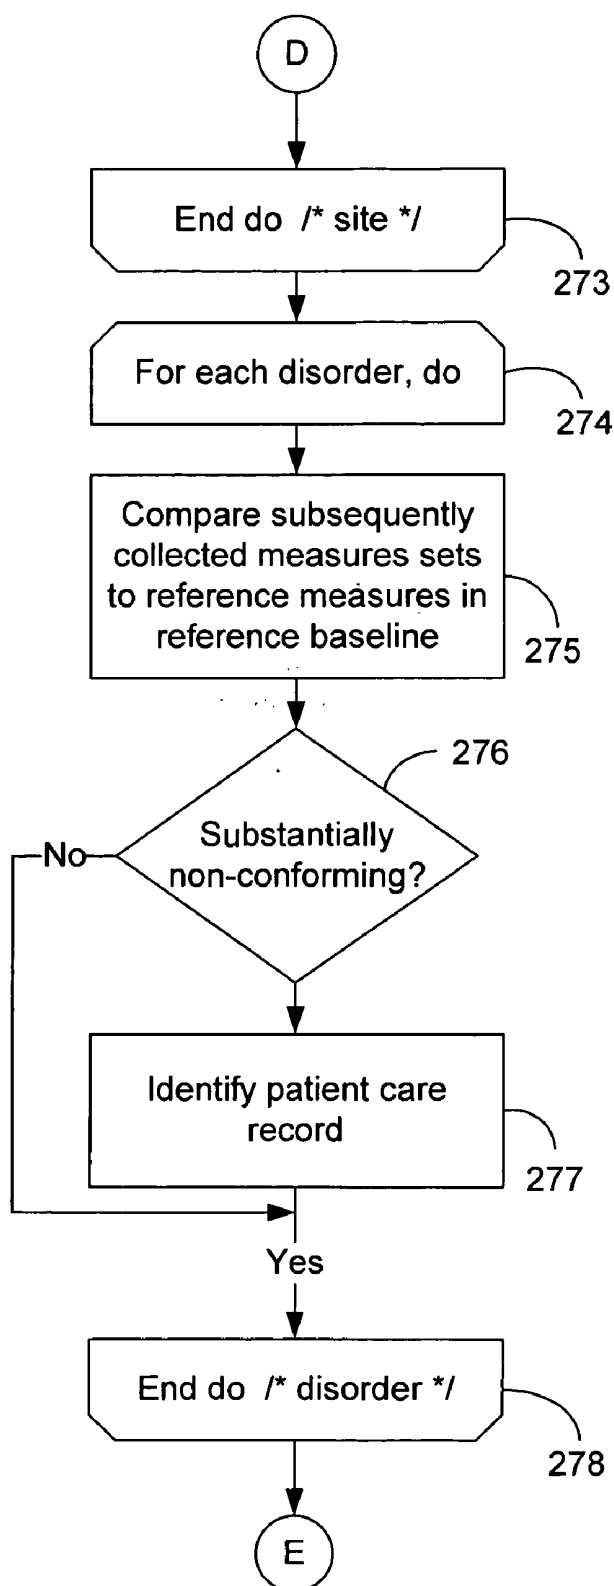 D
End do /* site */
273
For each disorder, do
274
Compare subsequently
collected measures sets
to reference measures in
reference baseline
275
276
Substantially
non-conforming?
No
Identify patient care
record
277
Yes
End do /* disorder */
278
E